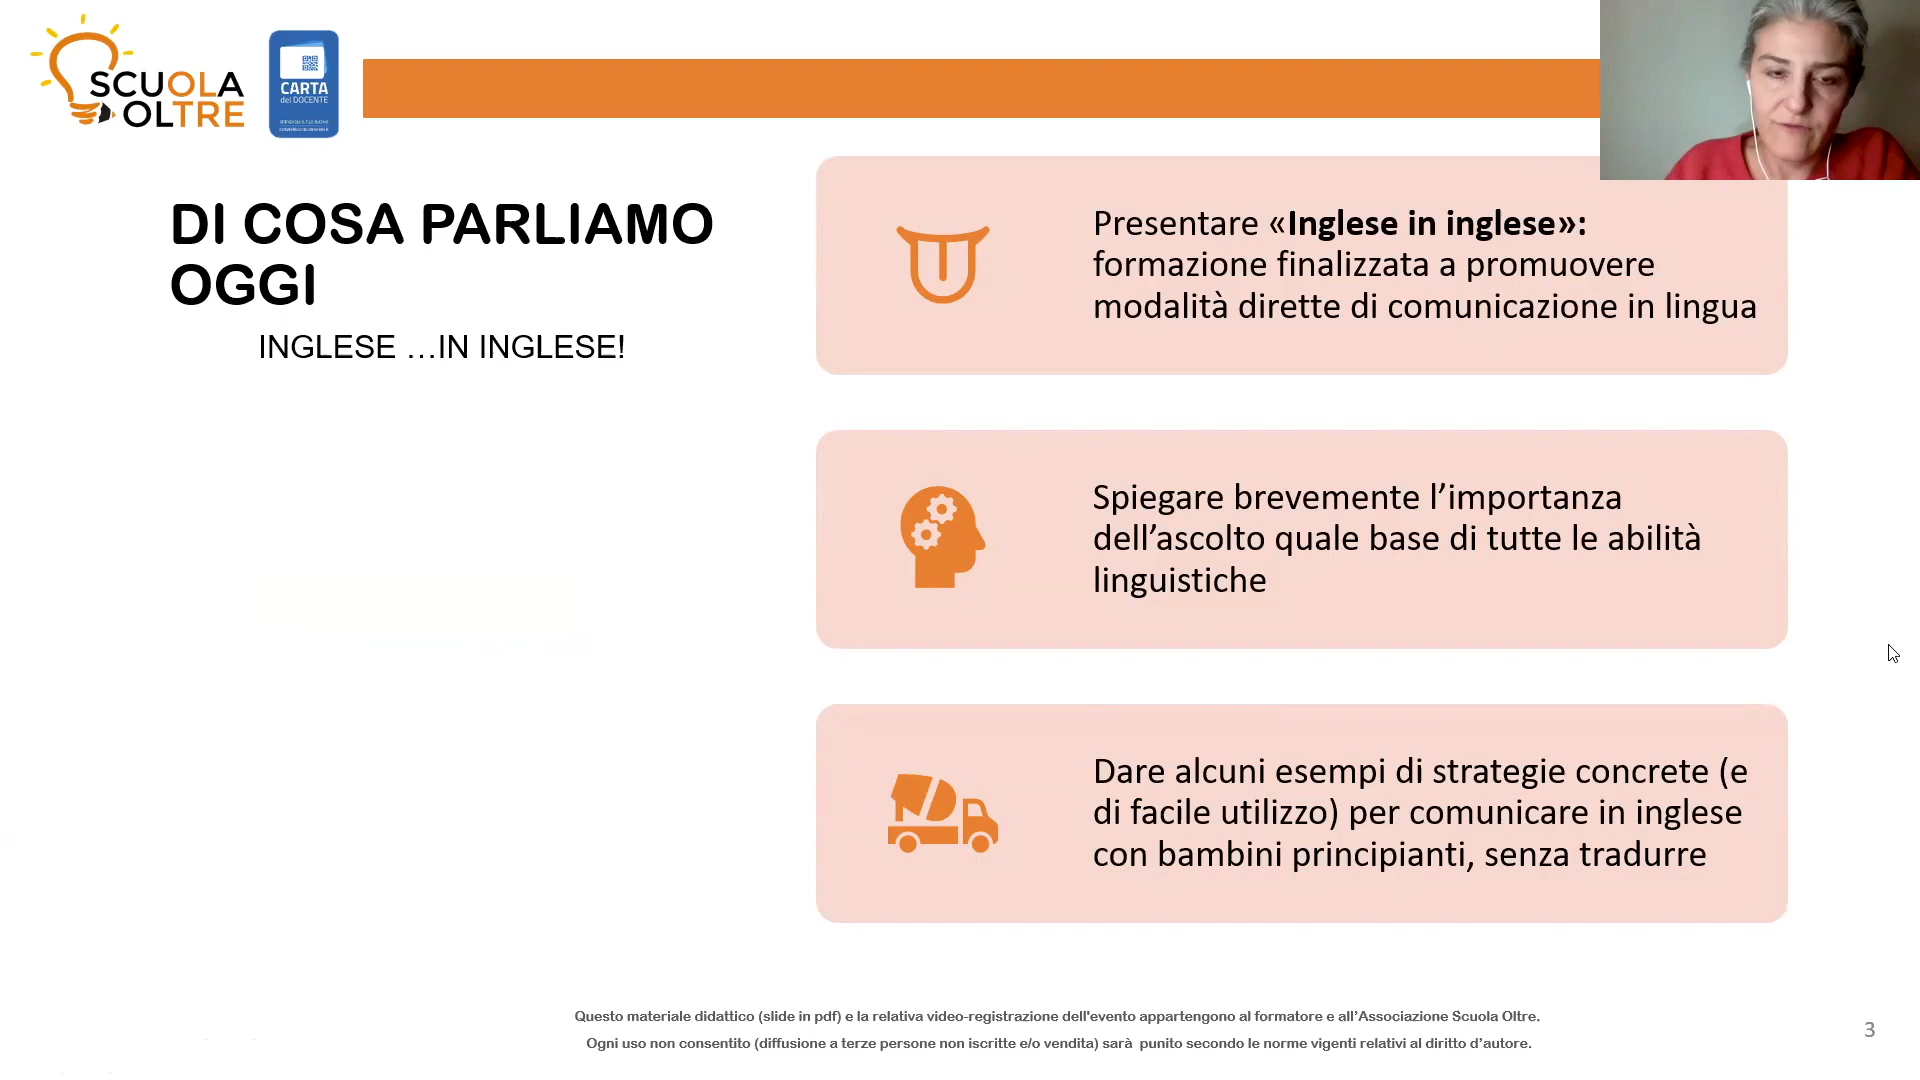 SCUOLA
OLTRE
CARTA
del DOCENTE
DI COSA PARLIAMO
OGGI
INGLESE …IN INGLESE!
Presentare «Inglese in inglese»:
formazione finalizzata a promuovere
modalità dirette di comunicazione in lingua
Spiegare brevemente l’importanza
dell’ascolto quale base di tutte le abilità
linguistiche
Dare alcuni esempi di strategie concrete (e
di facile utilizzo) per comunicare in inglese
con bambini principianti, senza tradurre
Questo materiale didattico (slide in pdf) e la relativa video-registrazione dell'evento appartengono al formatore e all’Associazione Scuola Oltre.
Ogni uso non consentito (diffusione a terze persone non iscritte e/o vendita) sarà punito secondo le norme vigenti relativi al diritto d’autore.
3